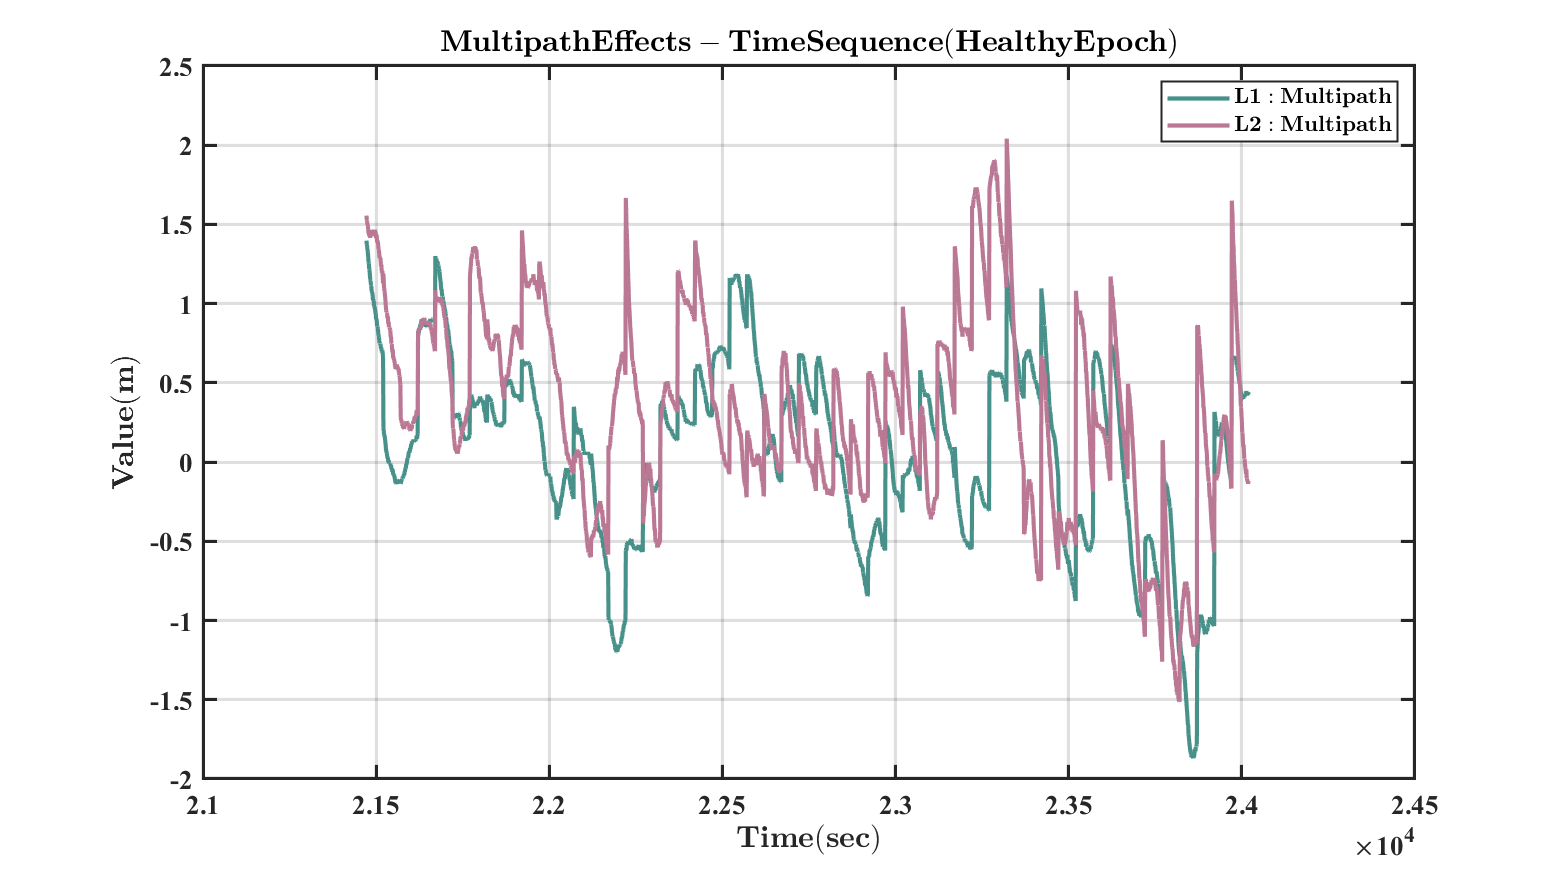 MultipathEffects – TimeSequence(HealthyEpoch)
L1 : Multipath
L2 : Multipath
Value(m)
2.5
2
1.5
1
0.5
0
-0.5
-1
-1.5
-2
2.1 2.15 2.2 2.25 2.3 2.35 2.4 2.45
×10⁴
Time(sec)